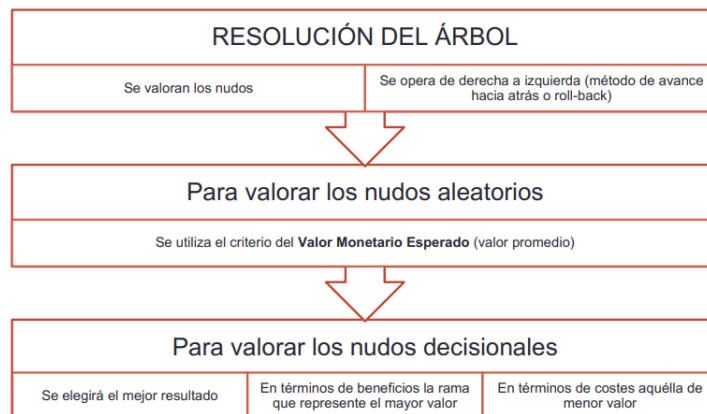 RESOLUCIÓN DEL ÁRBOL
Se valoran los nudos
Se opera de derecha a izquierda (método de avance
hacia atrás o roll-back)
Para valorar los nudos aleatorios
Se utiliza el criterio del Valor Monetario Esperado (valor promedio)
Para valorar los nudos decisionales
Se elegirá el mejor resultado
En términos de beneficios la rama
que represente el mayor valor
En términos de costes aquélla de
menor valor